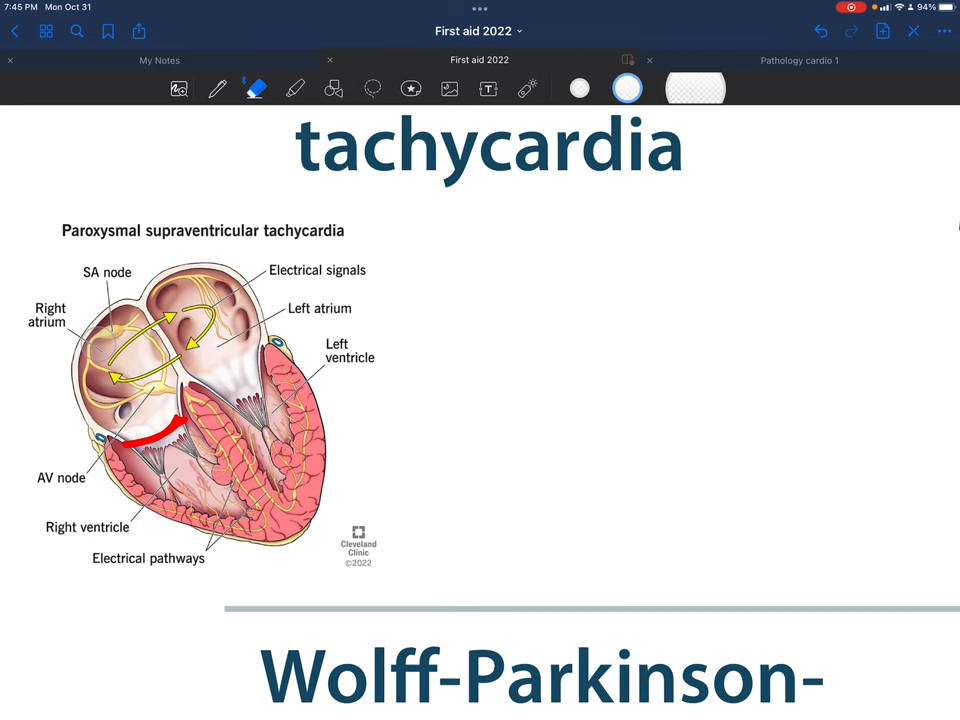 7:45 PM Mon Oct 31
94%
First aid 2022
My Notes
First aid 2022
Pathology cardio 1
tachycardia
Paroxysmal supraventricular tachycardia
SA node
Electrical signals
Right
atrium
Left atrium
Left
ventricle
AV node
Right ventricle
Electrical pathways
Cleveland
Clinic
©2022
Wolff-Parkinson-